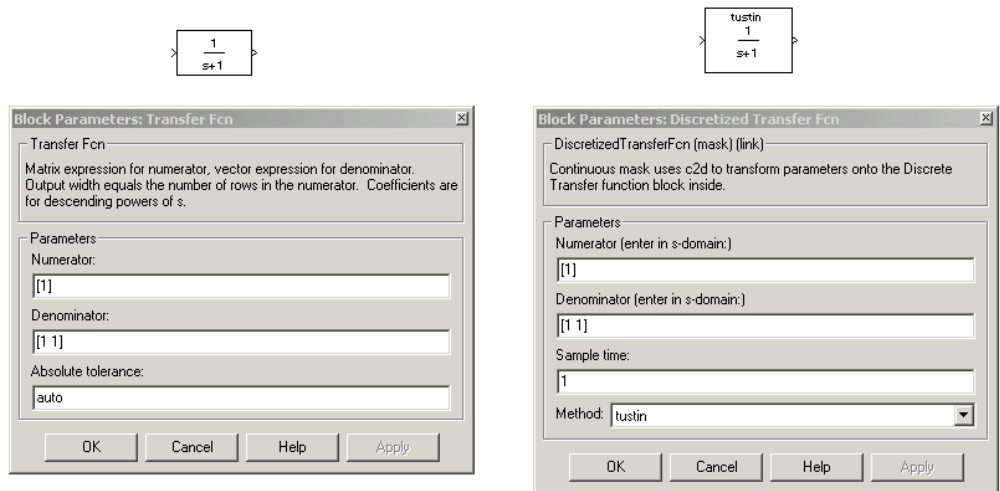 1
s+1
tustin
1
s+1
Block Parameters: Transfer Fcn
Transfer Fcn
Matrix expression for numerator, vector expression for denominator.
Output width equals the number of rows in the numerator. Coefficients are
for descending powers of s.
Parameters
Numerator:
[1]
Denominator:
[1 1]
Absolute tolerance:
auto
OK Cancel Help Apply
Block Parameters: Discretized Transfer Fcn
DiscretizedTransferFcn (mask) (link)
Continuous mask uses c2d to transform parameters onto the Discrete
Transfer function block inside.
Parameters
Numerator (enter in s-domain:)
[1]
Denominator (enter in s-domain:)
[1 1]
Sample time:
1
Method: tustin
OK Cancel Help Apply